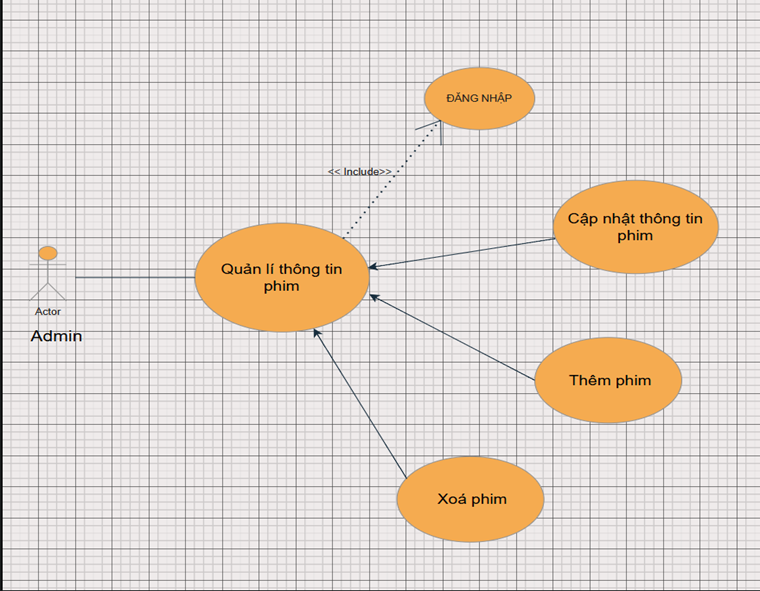 ĐĂNG NHẬP
<< Include>>
Cập nhật thông tin
phim
Quản lí thông tin
phim
Actor
Admin
Thêm phim
Xoá phim